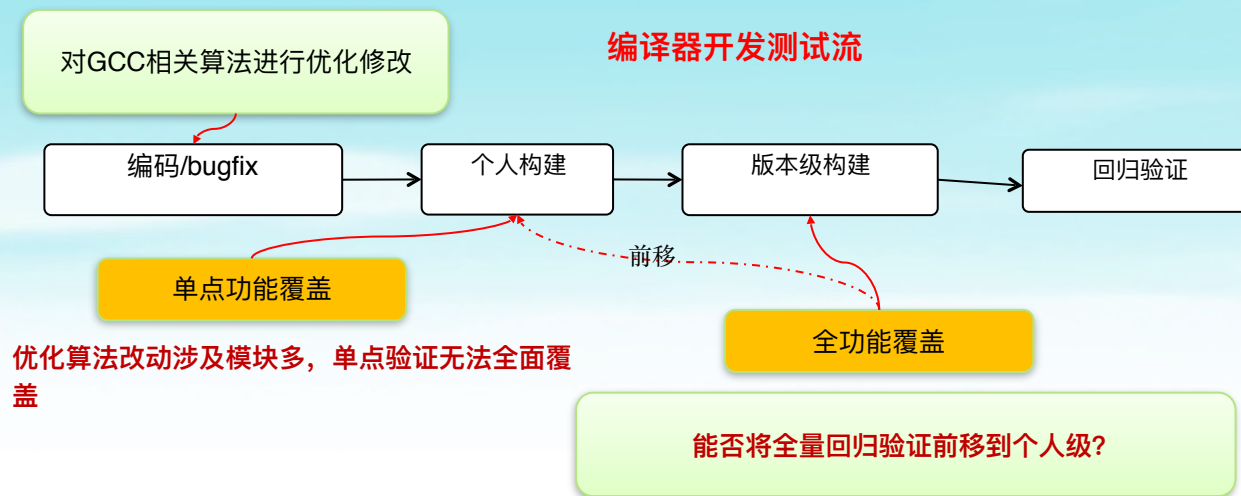 对GCC相关算法进行优化修改
编译器开发测试流
编码/bugfix
个人构建
版本级构建
回归验证
前移
单点功能覆盖
全功能覆盖
优化算法改动涉及模块多，单点验证无法全面覆
盖
能否将全量回归验证前移到个人级?